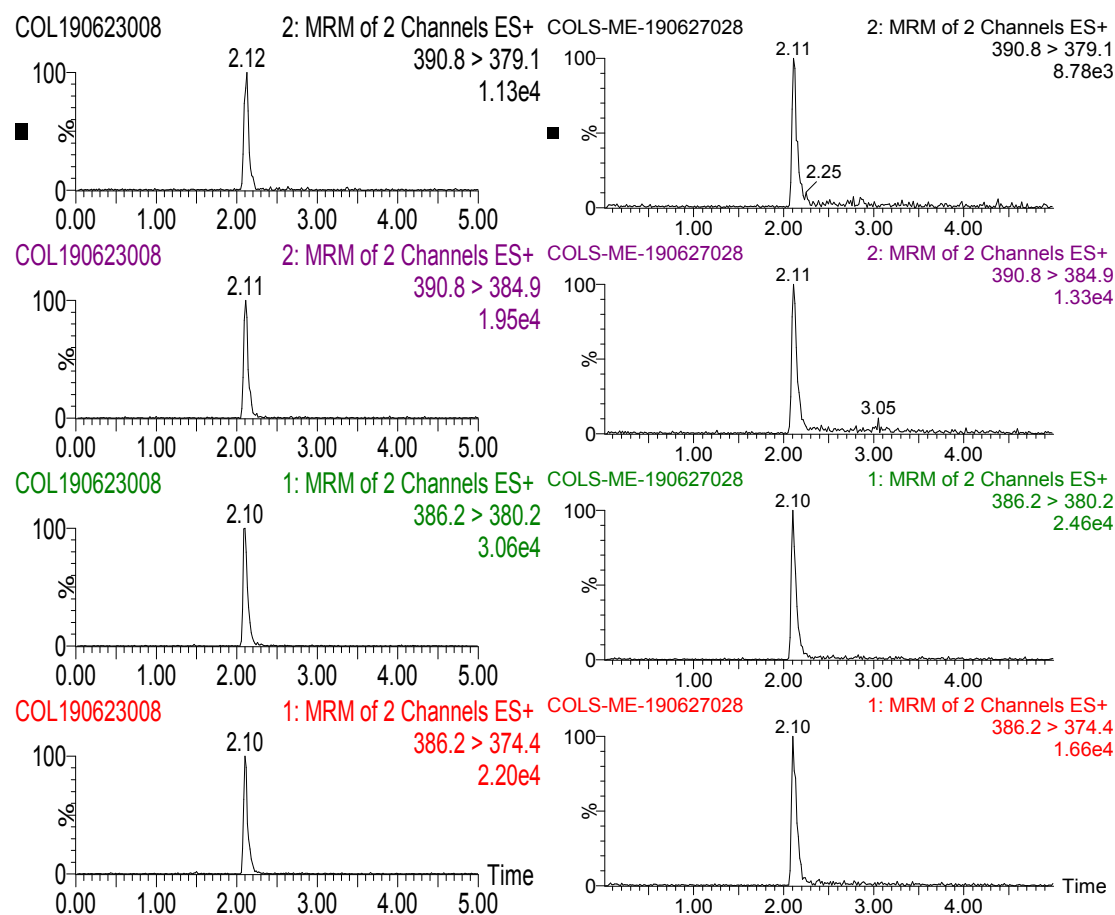 COL190623008 2: MRM of 2 Channels ES+
390.8 > 379.1
1.13e4
2.12
100
%
0
0.00 1.00 2.00 3.00 4.00 5.00
COL190623008 2: MRM of 2 Channels ES+
390.8 > 384.9
1.95e4
2.11
100
%
0
0.00 1.00 2.00 3.00 4.00 5.00
COL190623008 1: MRM of 2 Channels ES+
386.2 > 380.2
3.06e4
2.10
100
%
0
0.00 1.00 2.00 3.00 4.00 5.00
COL190623008 1: MRM of 2 Channels ES+
386.2 > 374.4
2.20e4
2.10
100
%
0
Time
0.00 1.00 2.00 3.00 4.00 5.00
COLS-ME-190627028 2: MRM of 2 Channels ES+
390.8 > 379.1
8.78e3
2.11
100
%
2.25
0
1.00 2.00 3.00 4.00
COLS-ME-190627028 2: MRM of 2 Channels ES+
390.8 > 384.9
1.33e4
2.11
100
%
3.05
0
1.00 2.00 3.00 4.00
COLS-ME-190627028 1: MRM of 2 Channels ES+
386.2 > 380.2
2.46e4
2.10
100
%
0
1.00 2.00 3.00 4.00
COLS-ME-190627028 1: MRM of 2 Channels ES+
386.2 > 374.4
1.66e4
2.10
100
%
0
Time
1.00 2.00 3.00 4.00